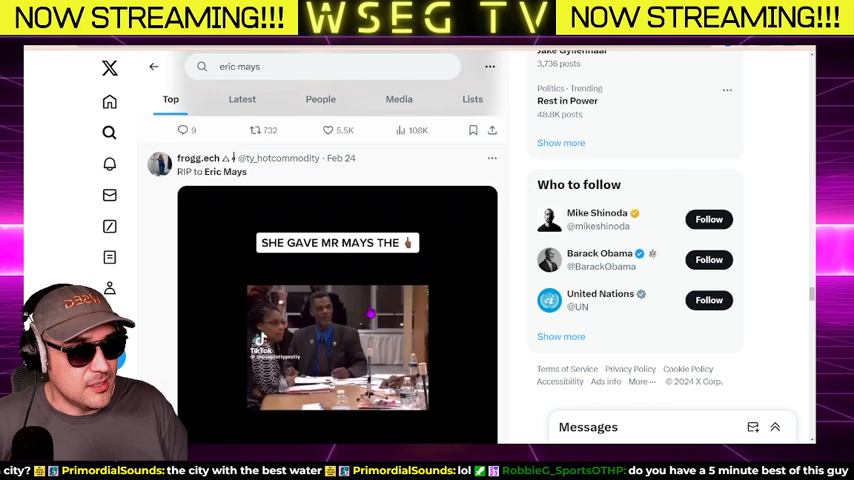 NOW STREAMING!!!
WSEG TV
NOW STREAMING!!!
eric mays
Top
Latest
People
Media
Lists
9
732
5.5K
106K
frogg.ech @ty_hotcommodity · Feb 24
RIP to Eric Mays
SHE GAVE MR MAYS THE
TikTok
Jake Gyllenhaal
3,736 posts
Politics · Trending
Rest in Power
48.8K posts
Show more
Who to follow
Mike Shinoda
@mikeshinoda
Follow
Barack Obama
@BarackObama
Follow
United Nations
@UN
Follow
Show more
Terms of Service Privacy Policy Cookie Policy
Accessibility Ads info More ··· © 2024 X Corp.
Messages
WSEG
city? PrimordialSounds: the city with the best water PrimordialSounds: lol RobbieG_SportsOTHP: do you have a 5 minute best of this guy